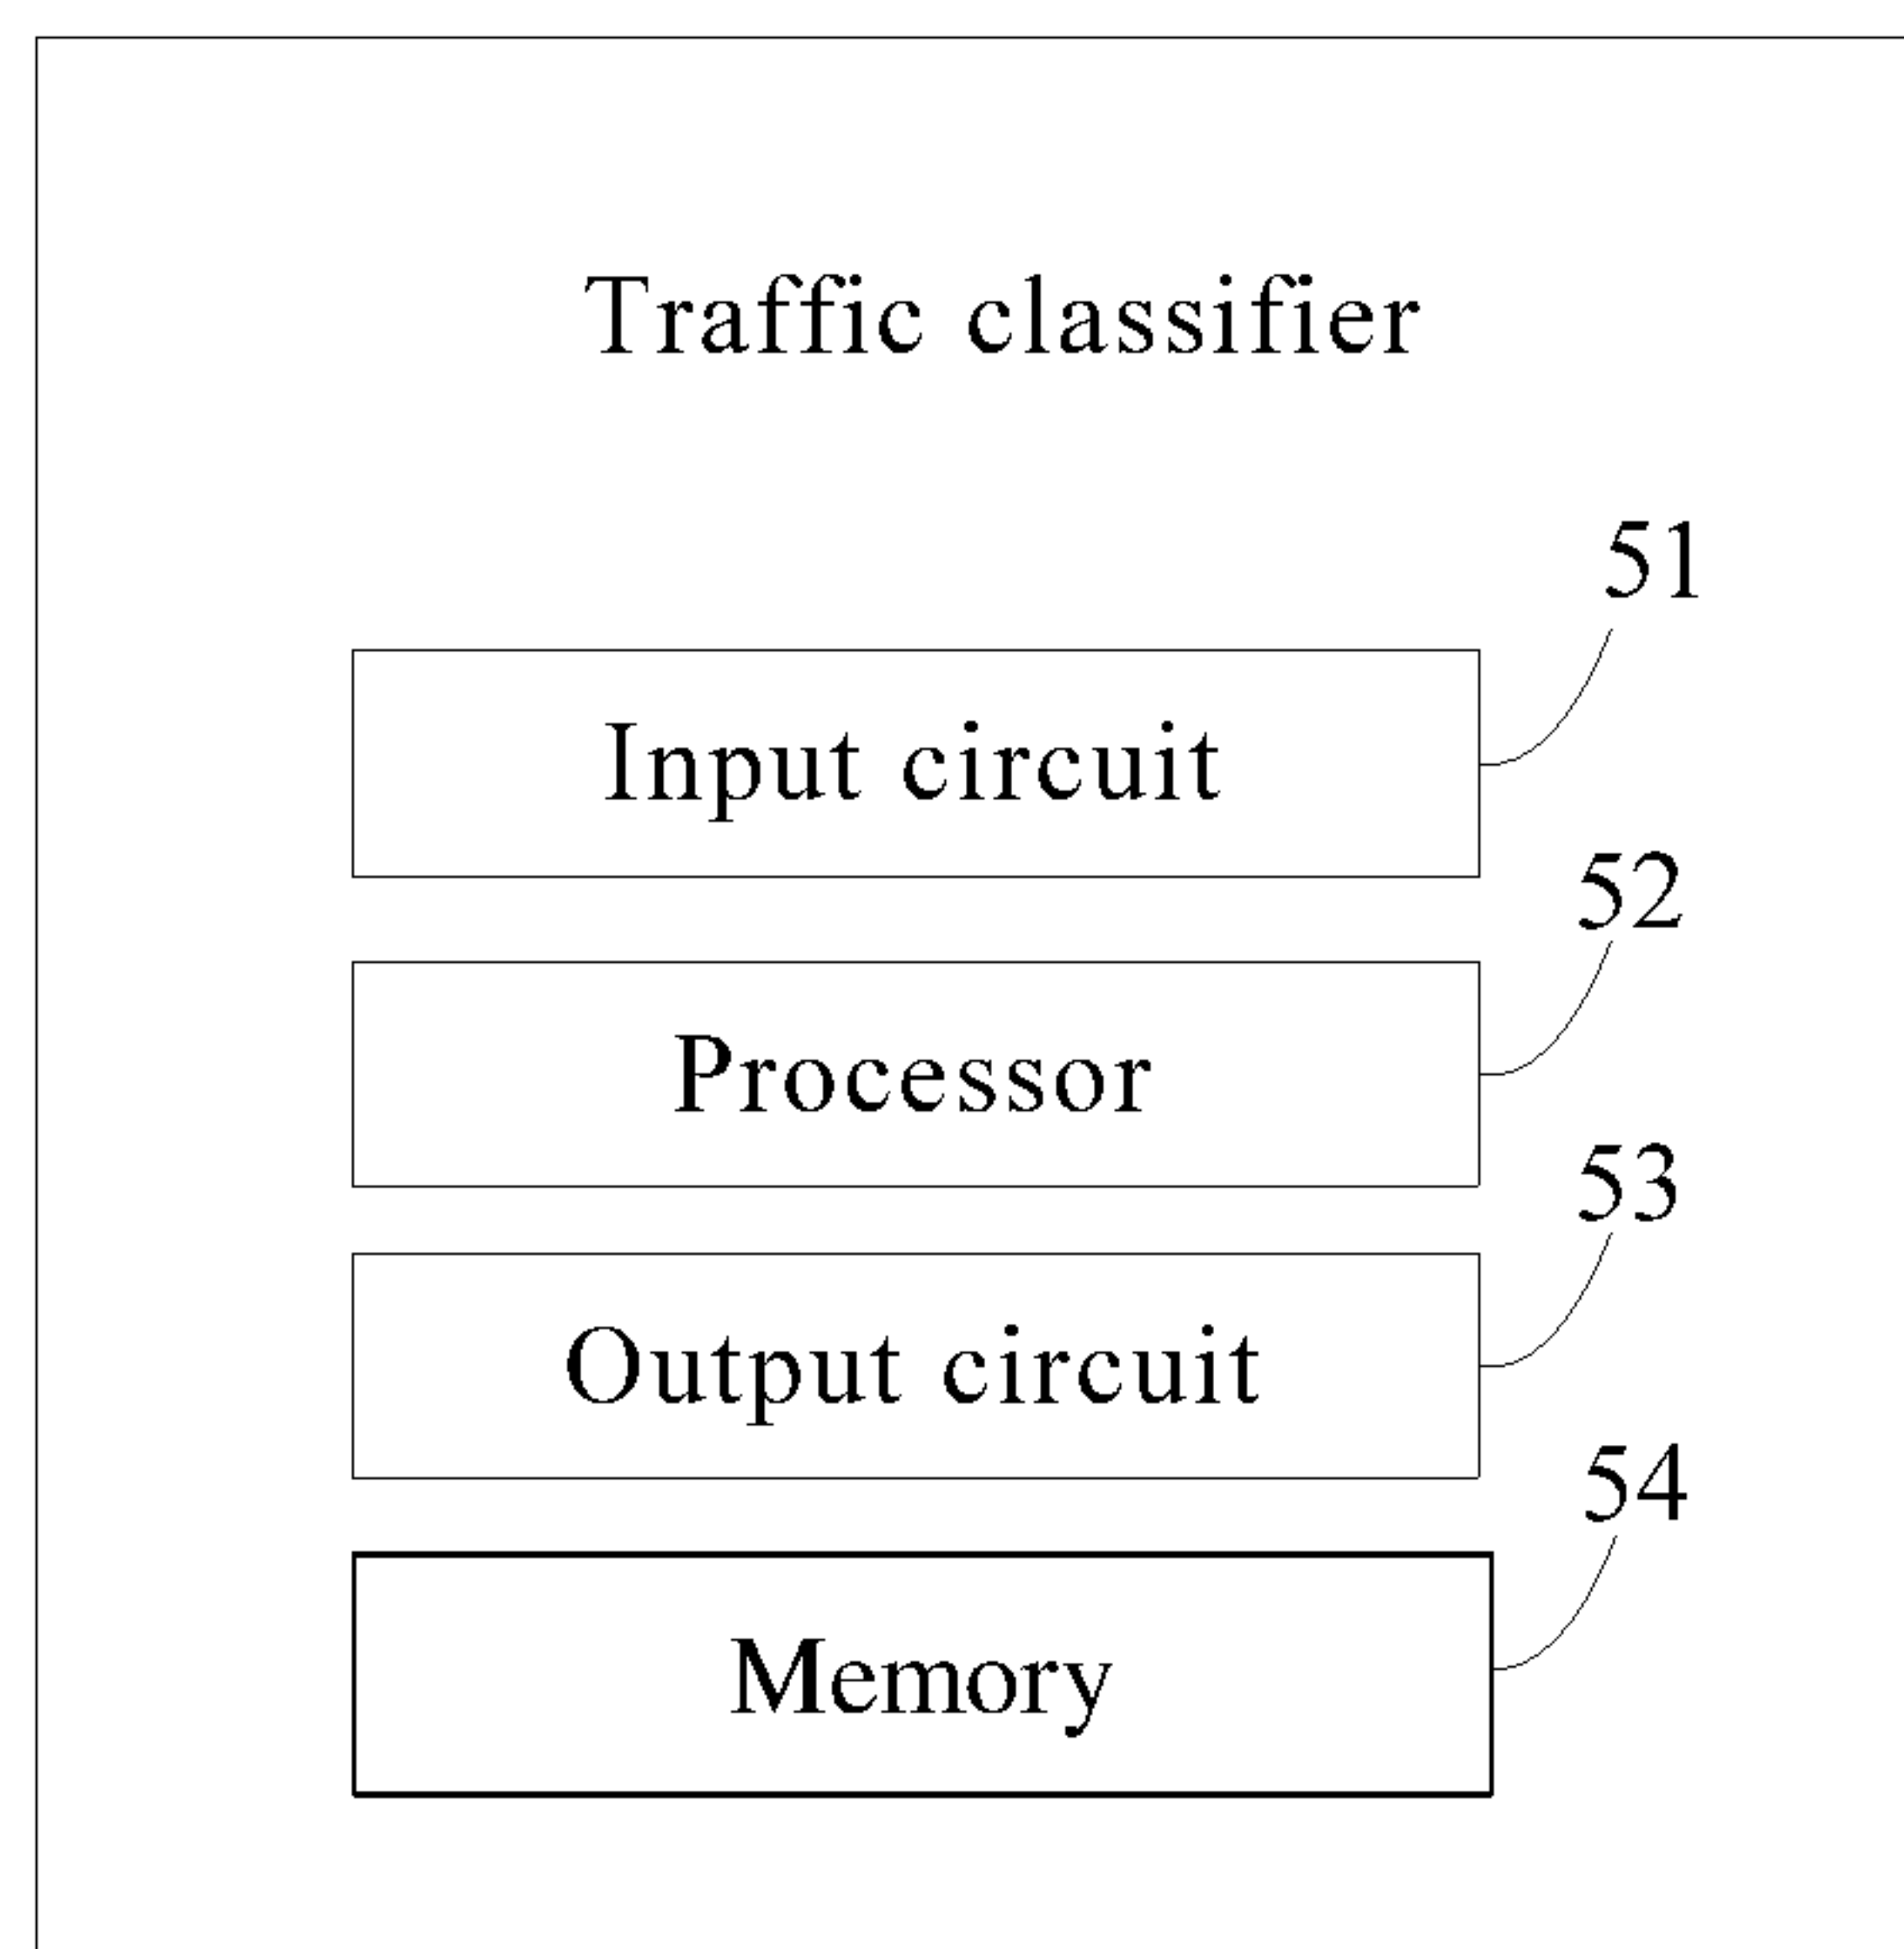 Traffic classifier
51
Input circuit
52
Processor
53
Output circuit
54
Memory